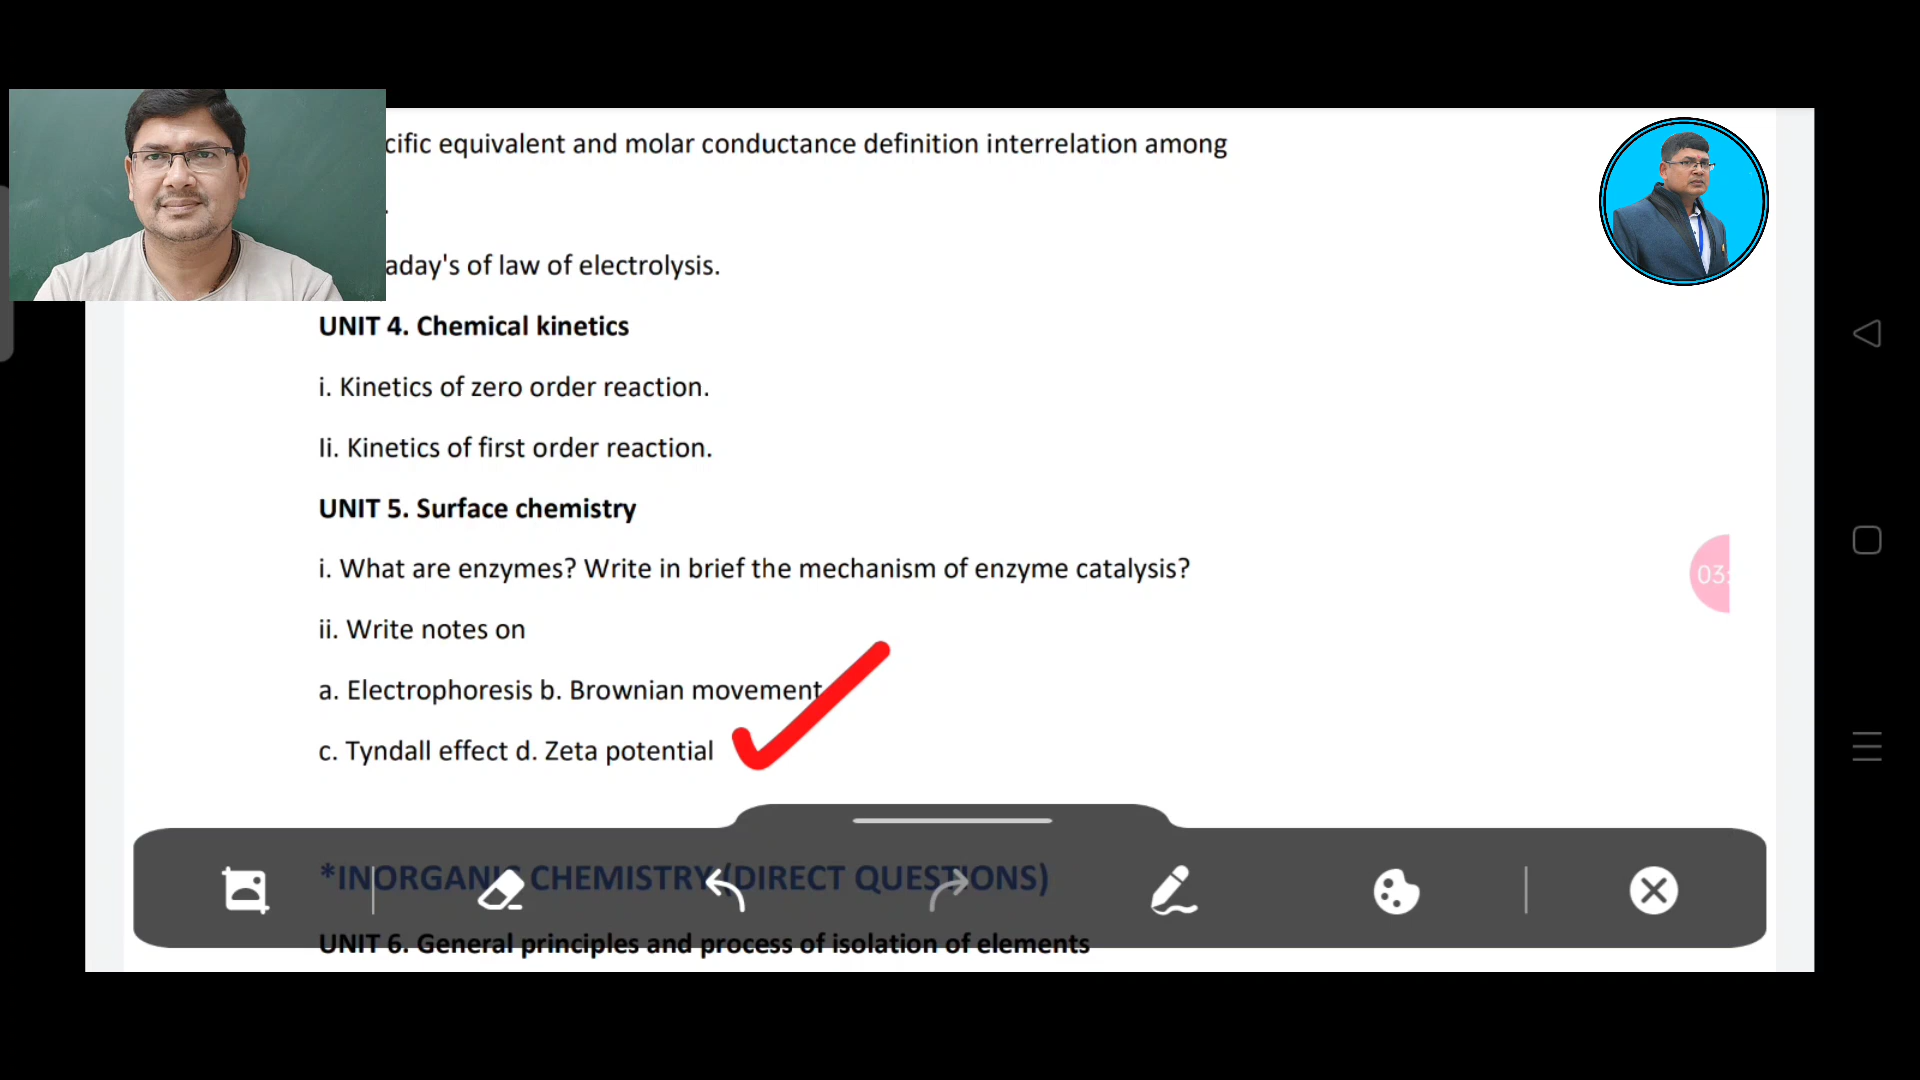 cific equivalent and molar conductance definition interrelation among
.
aday's of law of electrolysis.
UNIT 4. Chemical kinetics
i. Kinetics of zero order reaction.
Ii. Kinetics of first order reaction.
UNIT 5. Surface chemistry
i. What are enzymes? Write in brief the mechanism of enzyme catalysis?
ii. Write notes on
a. Electrophoresis b. Brownian movement
c. Tyndall effect d. Zeta potential
03:
*INORGANIC CHEMISTRY (DIRECT QUESTIONS)
UNIT 6. General principles and process of isolation of elements